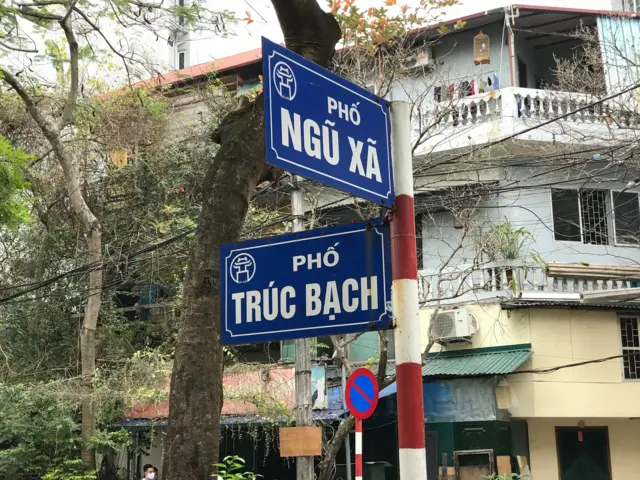 PHỐ
NGŨ XÃ
PHỐ
TRÚC BẠCH